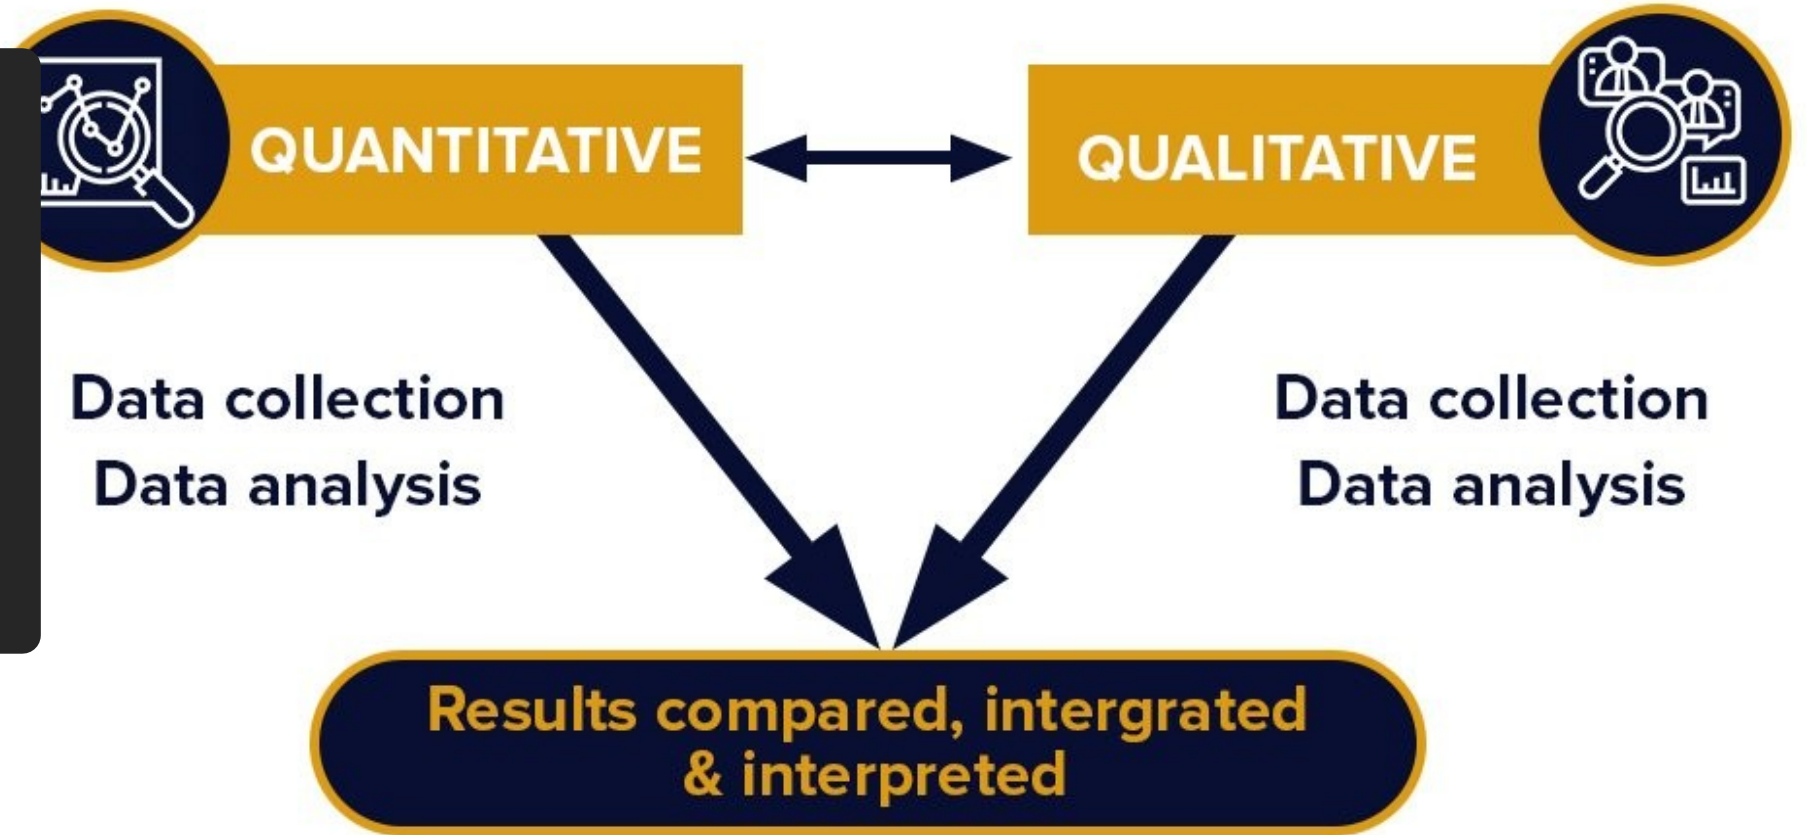 QUANTITATIVE
QUALITATIVE
Data collection
Data analysis
Data collection
Data analysis
Results compared, intergrated
& interpreted